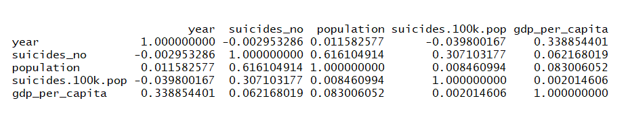 year suicides_no population suicides.100k.pop gdp_per_capita
year 1.000000000 -0.002953286 0.011582577 -0.039800167 0.338854401
suicides_no -0.002953286 1.000000000 0.616104914 0.307103177 0.062168019
population 0.011582577 0.616104914 1.000000000 0.008460994 0.083006052
suicides.100k.pop -0.039800167 0.307103177 0.008460994 1.000000000 0.002014606
gdp_per_capita 0.338854401 0.062168019 0.083006052 0.002014606 1.000000000